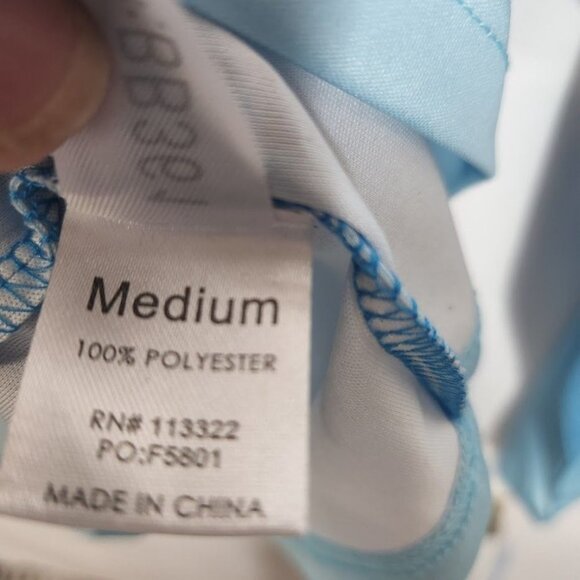 Medium
100% POLYESTER
RN# 113322
PO:F5801
MADE IN CHINA